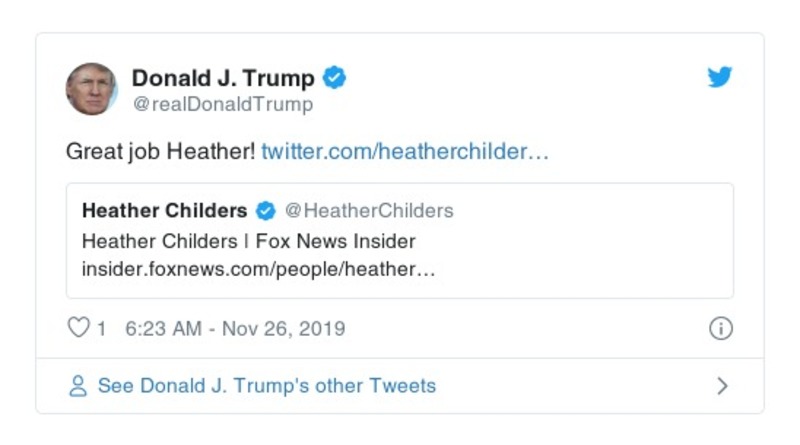 Donald J. Trump
@realDonaldTrump
Great job Heather! twitter.com/heatherchilder…
Heather Childers @HeatherChilders
Heather Childers | Fox News Insider
insider.foxnews.com/people/heather…
1 6:23 AM - Nov 26, 2019
See Donald J. Trump's other Tweets